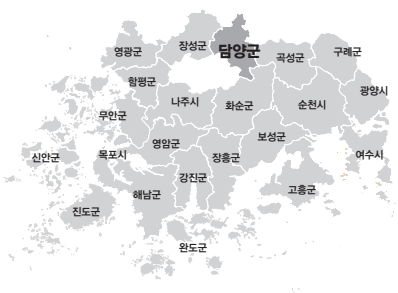 담양군
장성군
영광군
곡성군
구례군
함평군
광양시
나주시
화순군
순천시
무안군
보성군
영암군
신안군
목포시
장흥군
여수시
강진군
고흥군
해남군
진도군
완도군